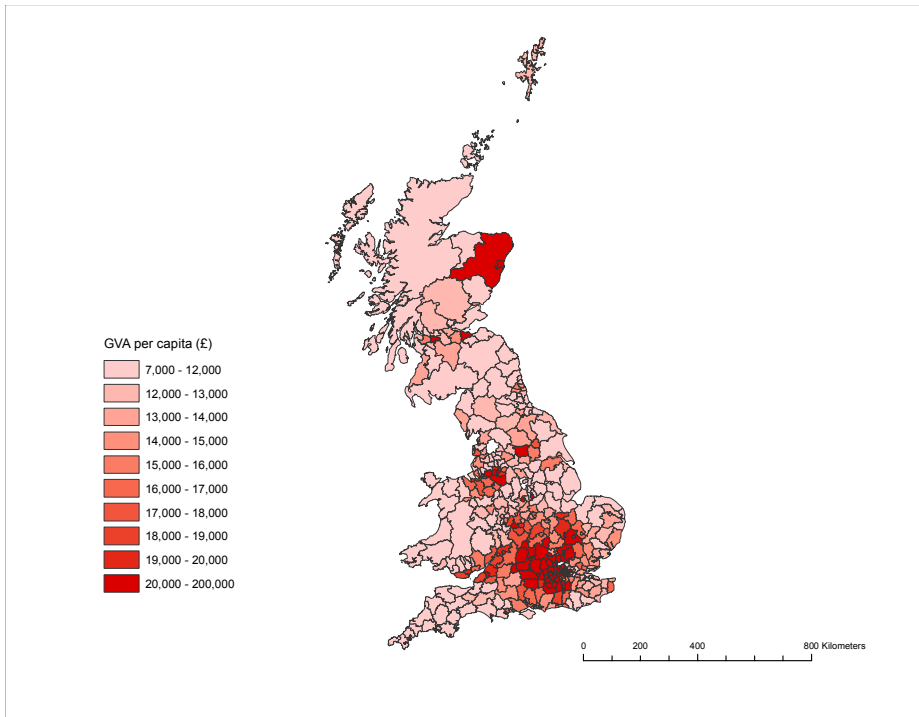 GVA per capita (£)
7,000 - 12,000
12,000 - 13,000
13,000 - 14,000
14,000 - 15,000
15,000 - 16,000
16,000 - 17,000
17,000 - 18,000
18,000 - 19,000
19,000 - 20,000
20,000 - 200,000
0 200 400 800 Kilometers